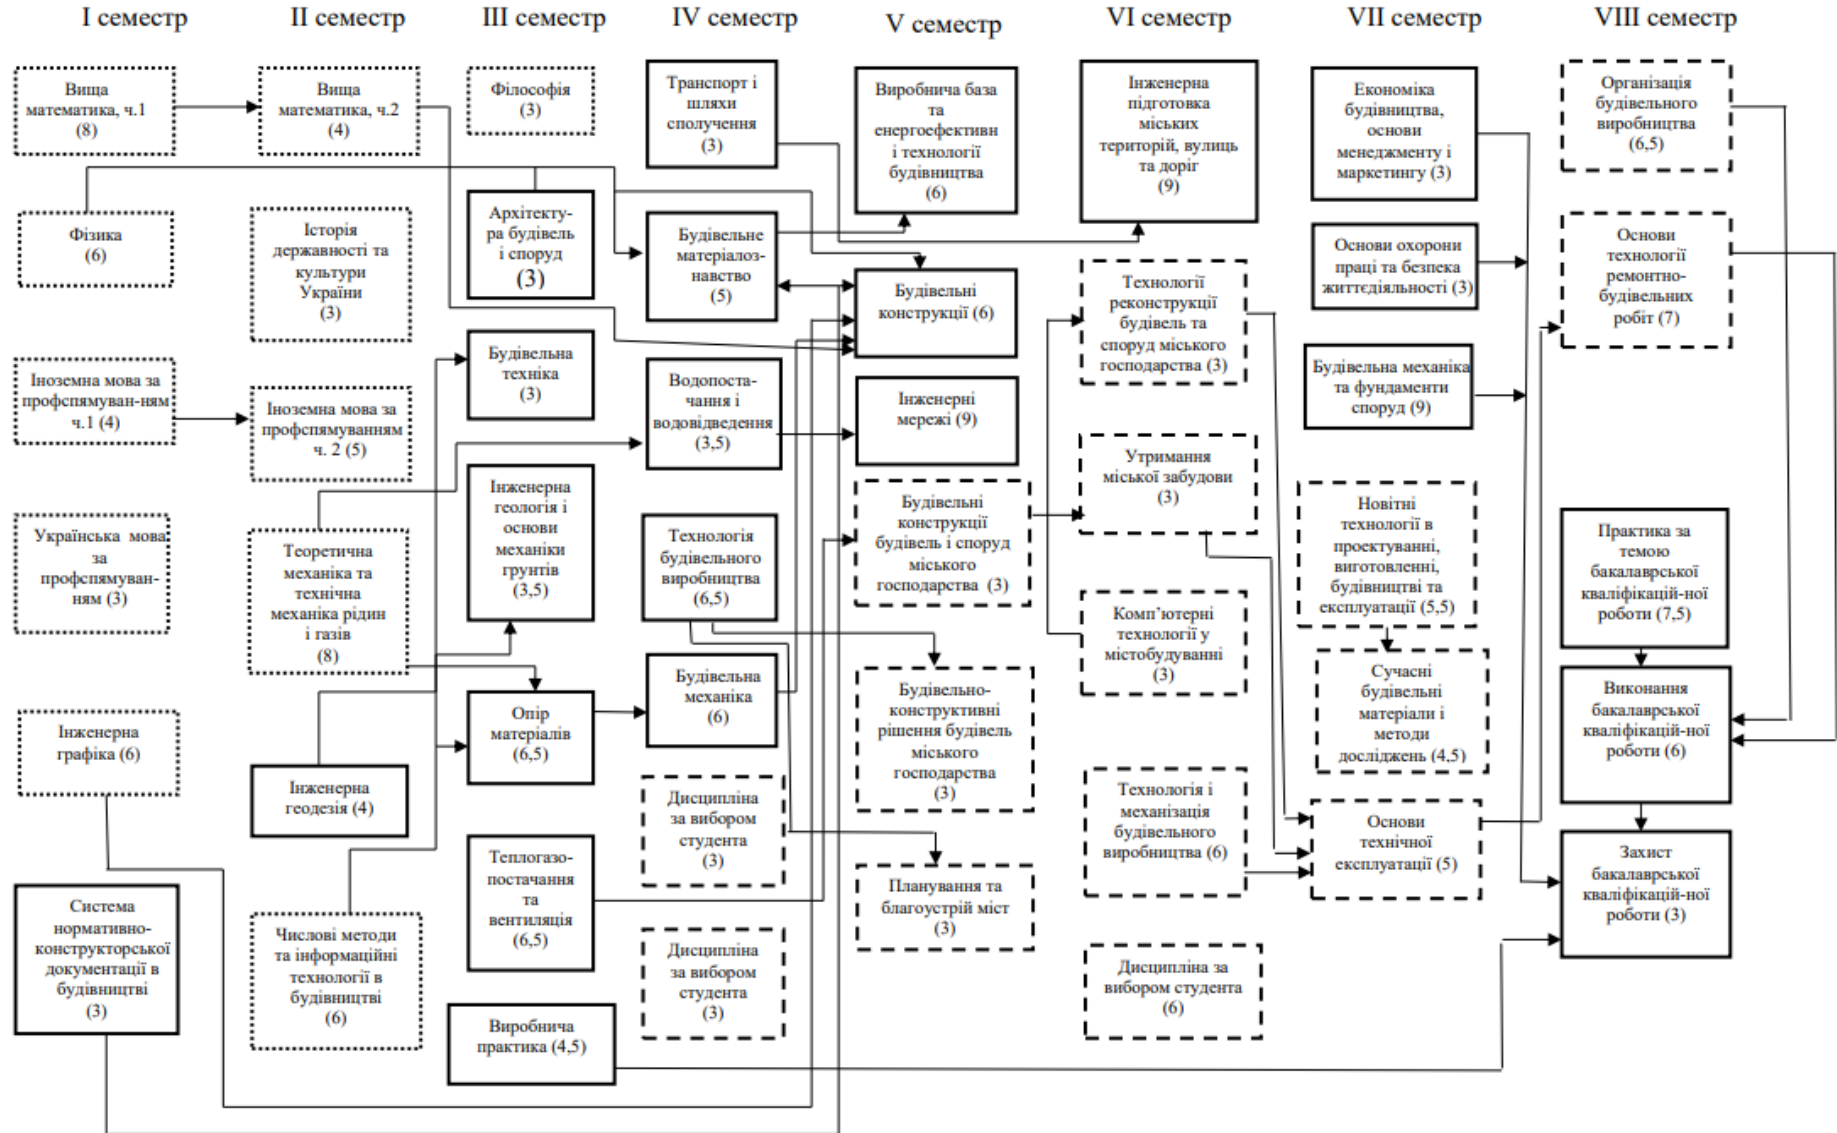 I семестр
II семестр
III семестр
IV семестр
V семестр
VI семестр
VII семестр
VIII семестр
Вища
математика, ч.1
(8)
Фізика
(6)
Іноземна мова за
профспямуван-ням
ч.1 (4)
Українська мова
за
профспямуван-
ням (3)
Інженерна
графіка (6)
Система
нормативно-
конструкторської
документації в
будівництві
(3)
Вища
математика, ч.2
(4)
Історія
державності та
культури
України
(3)
Іноземна мова за
профспямуванням
ч. 2 (5)
Теоретична
механіка та
технічна
механіка рідин
і газів
(8)
Інженерна
геодезія (4)
Числові методи
та інформаційні
технології в
будівництві
(6)
Філософія
(3)
Архітекту-
ра будівель
і споруд
(3)
Будівельна
техніка
(3)
Інженерна
геологія і
основи
механіки
грунтів
(3,5)
Опір
матеріалів
(6,5)
Теплогазо-
постачання
та
вентиляція
(6,5)
Виробнича
практика (4,5)
Транспорт і
шляхи
сполучення
(3)
Будівельне
матеріалоз-
навство
(5)
Водопоста-
чання і
водовідведення
(3,5)
Технологія
будівельного
виробництва
(6,5)
Будівельна
механіка
(6)
Дисципліна
за вибором
студента
(3)
Дисципліна
за вибором
студента
(3)
Виробнича база
та
енергоефективн
і технології
будівництва
(6)
Будівельні
конструкції (6)
Інженерні
мережі (9)
Будівельні
конструкції
будівель і споруд
міського
господарства (3)
Будівельно-
конструктивні
рішення будівель
міського
господарства
(3)
Планування та
благоустрій міст
(3)
Інженерна
підготовка
міських
територій, вулиць
та доріг
(9)
Технології
реконструкції
будівель та
споруд міського
господарства (3)
Утримання
міської забудови
(3)
Комп’ютерні
технології у
містобудуванні
(3)
Технологія і
механізація
будівельного
виробництва (6)
Дисципліна за
вибором студента
(6)
Економіка
будівництва,
основи
менеджменту і
маркетингу (3)
Основи охорони
праці та безпека
життєдіяльності (3)
Будівельна механіка
та фундаменти
споруд (9)
Новітні
технології в
проектуванні,
виготовленні,
будівництві та
експлуатації (5,5)
Сучасні
будівельні
матеріали і
методи
досліджень (4,5)
Основи
технічної
експлуатації (5)
Організація
будівельного
виробництва
(6,5)
Основи
технології
ремонтно-
будівельних
робіт (7)
Практика за
темою
бакалаврської
кваліфікацій-ної
роботи
(7,5)
Виконання
бакалаврської
кваліфікацій-ної
роботи (6)
Захист
бакалаврської
кваліфікацій-ної
роботи (3)